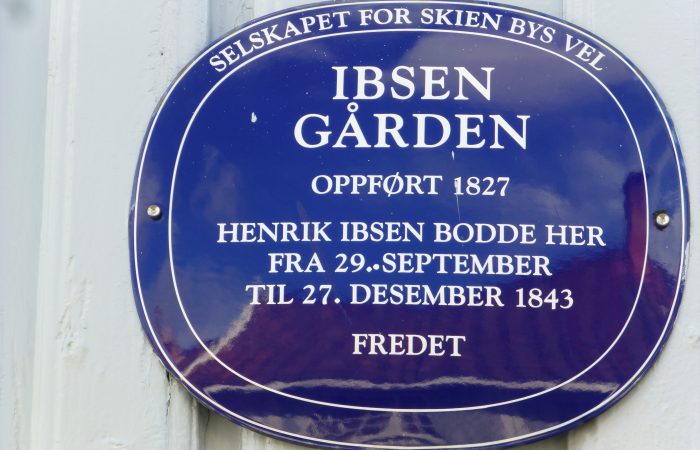 SELSKAPET FOR SKIEN BYS VEL
IBSEN
GÅRDEN
OPPFØRT 1827
HENRIK IBSEN BODDE HER
FRA 29. SEPTEMBER
TIL 27. DESEMBER 1843
FREDET